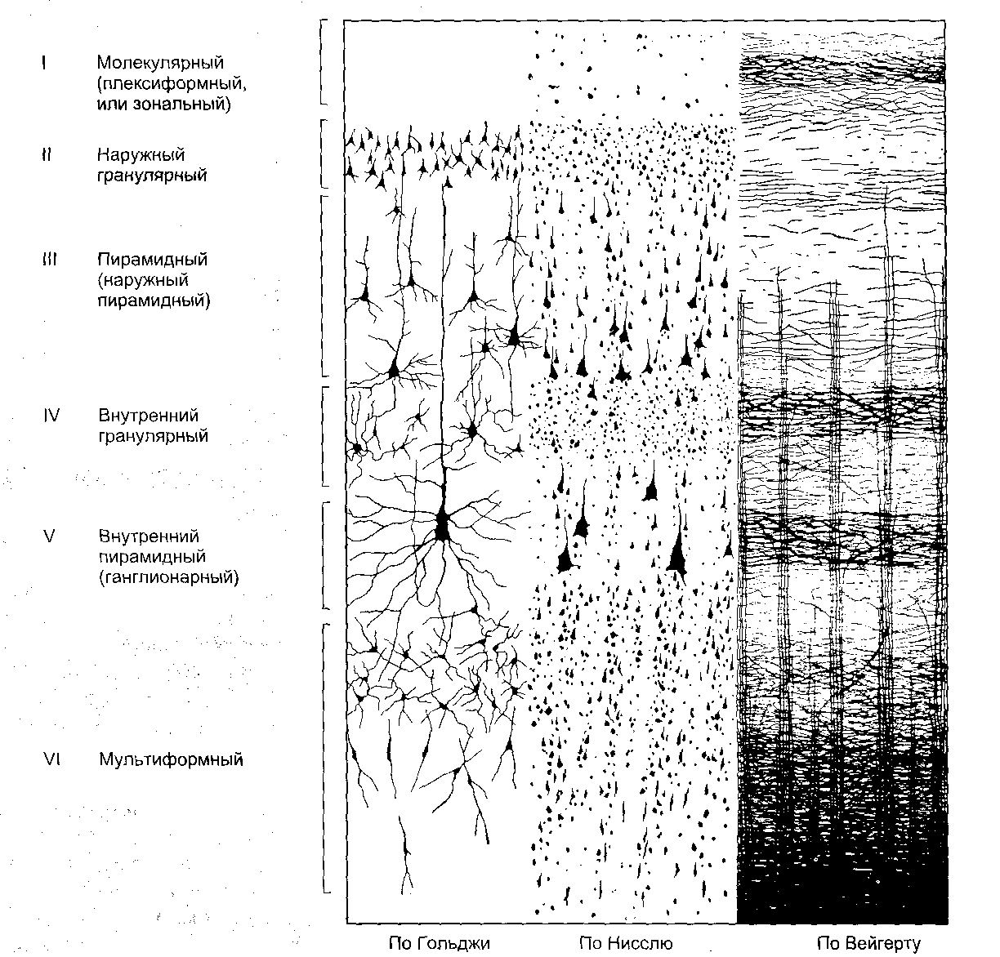 I Молекулярный
(плексиформный,
или зональный)
II Наружный
гранулярный
III Пирамидный
(наружный
пирамидный)
IV Внутренний
гранулярный
V Внутренний
пирамидный
(ганглионарный)
VI Мультиформный
По Гольджи По Нисслю По Вейгерту